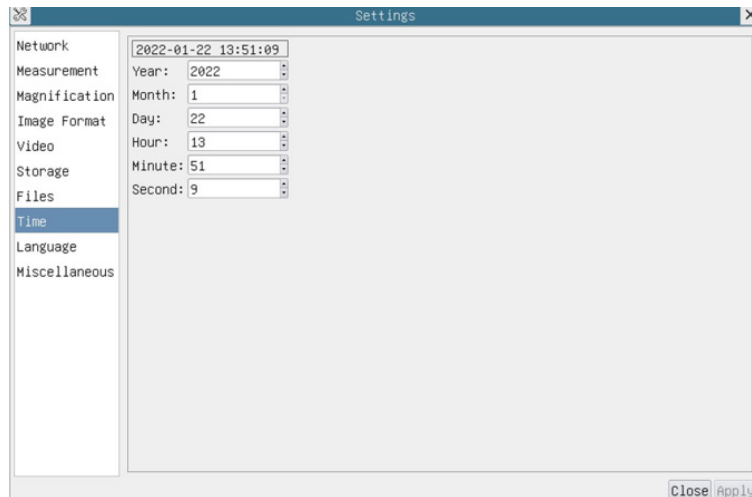 Settings
Network
Measurement
Magnification
Image Format
Video
Storage
Files
Time
Language
Miscellaneous
2022-01-22 13:51:09
Year: 2022
Month: 1
Day: 22
Hour: 13
Minute: 51
Second: 9
Close Apply